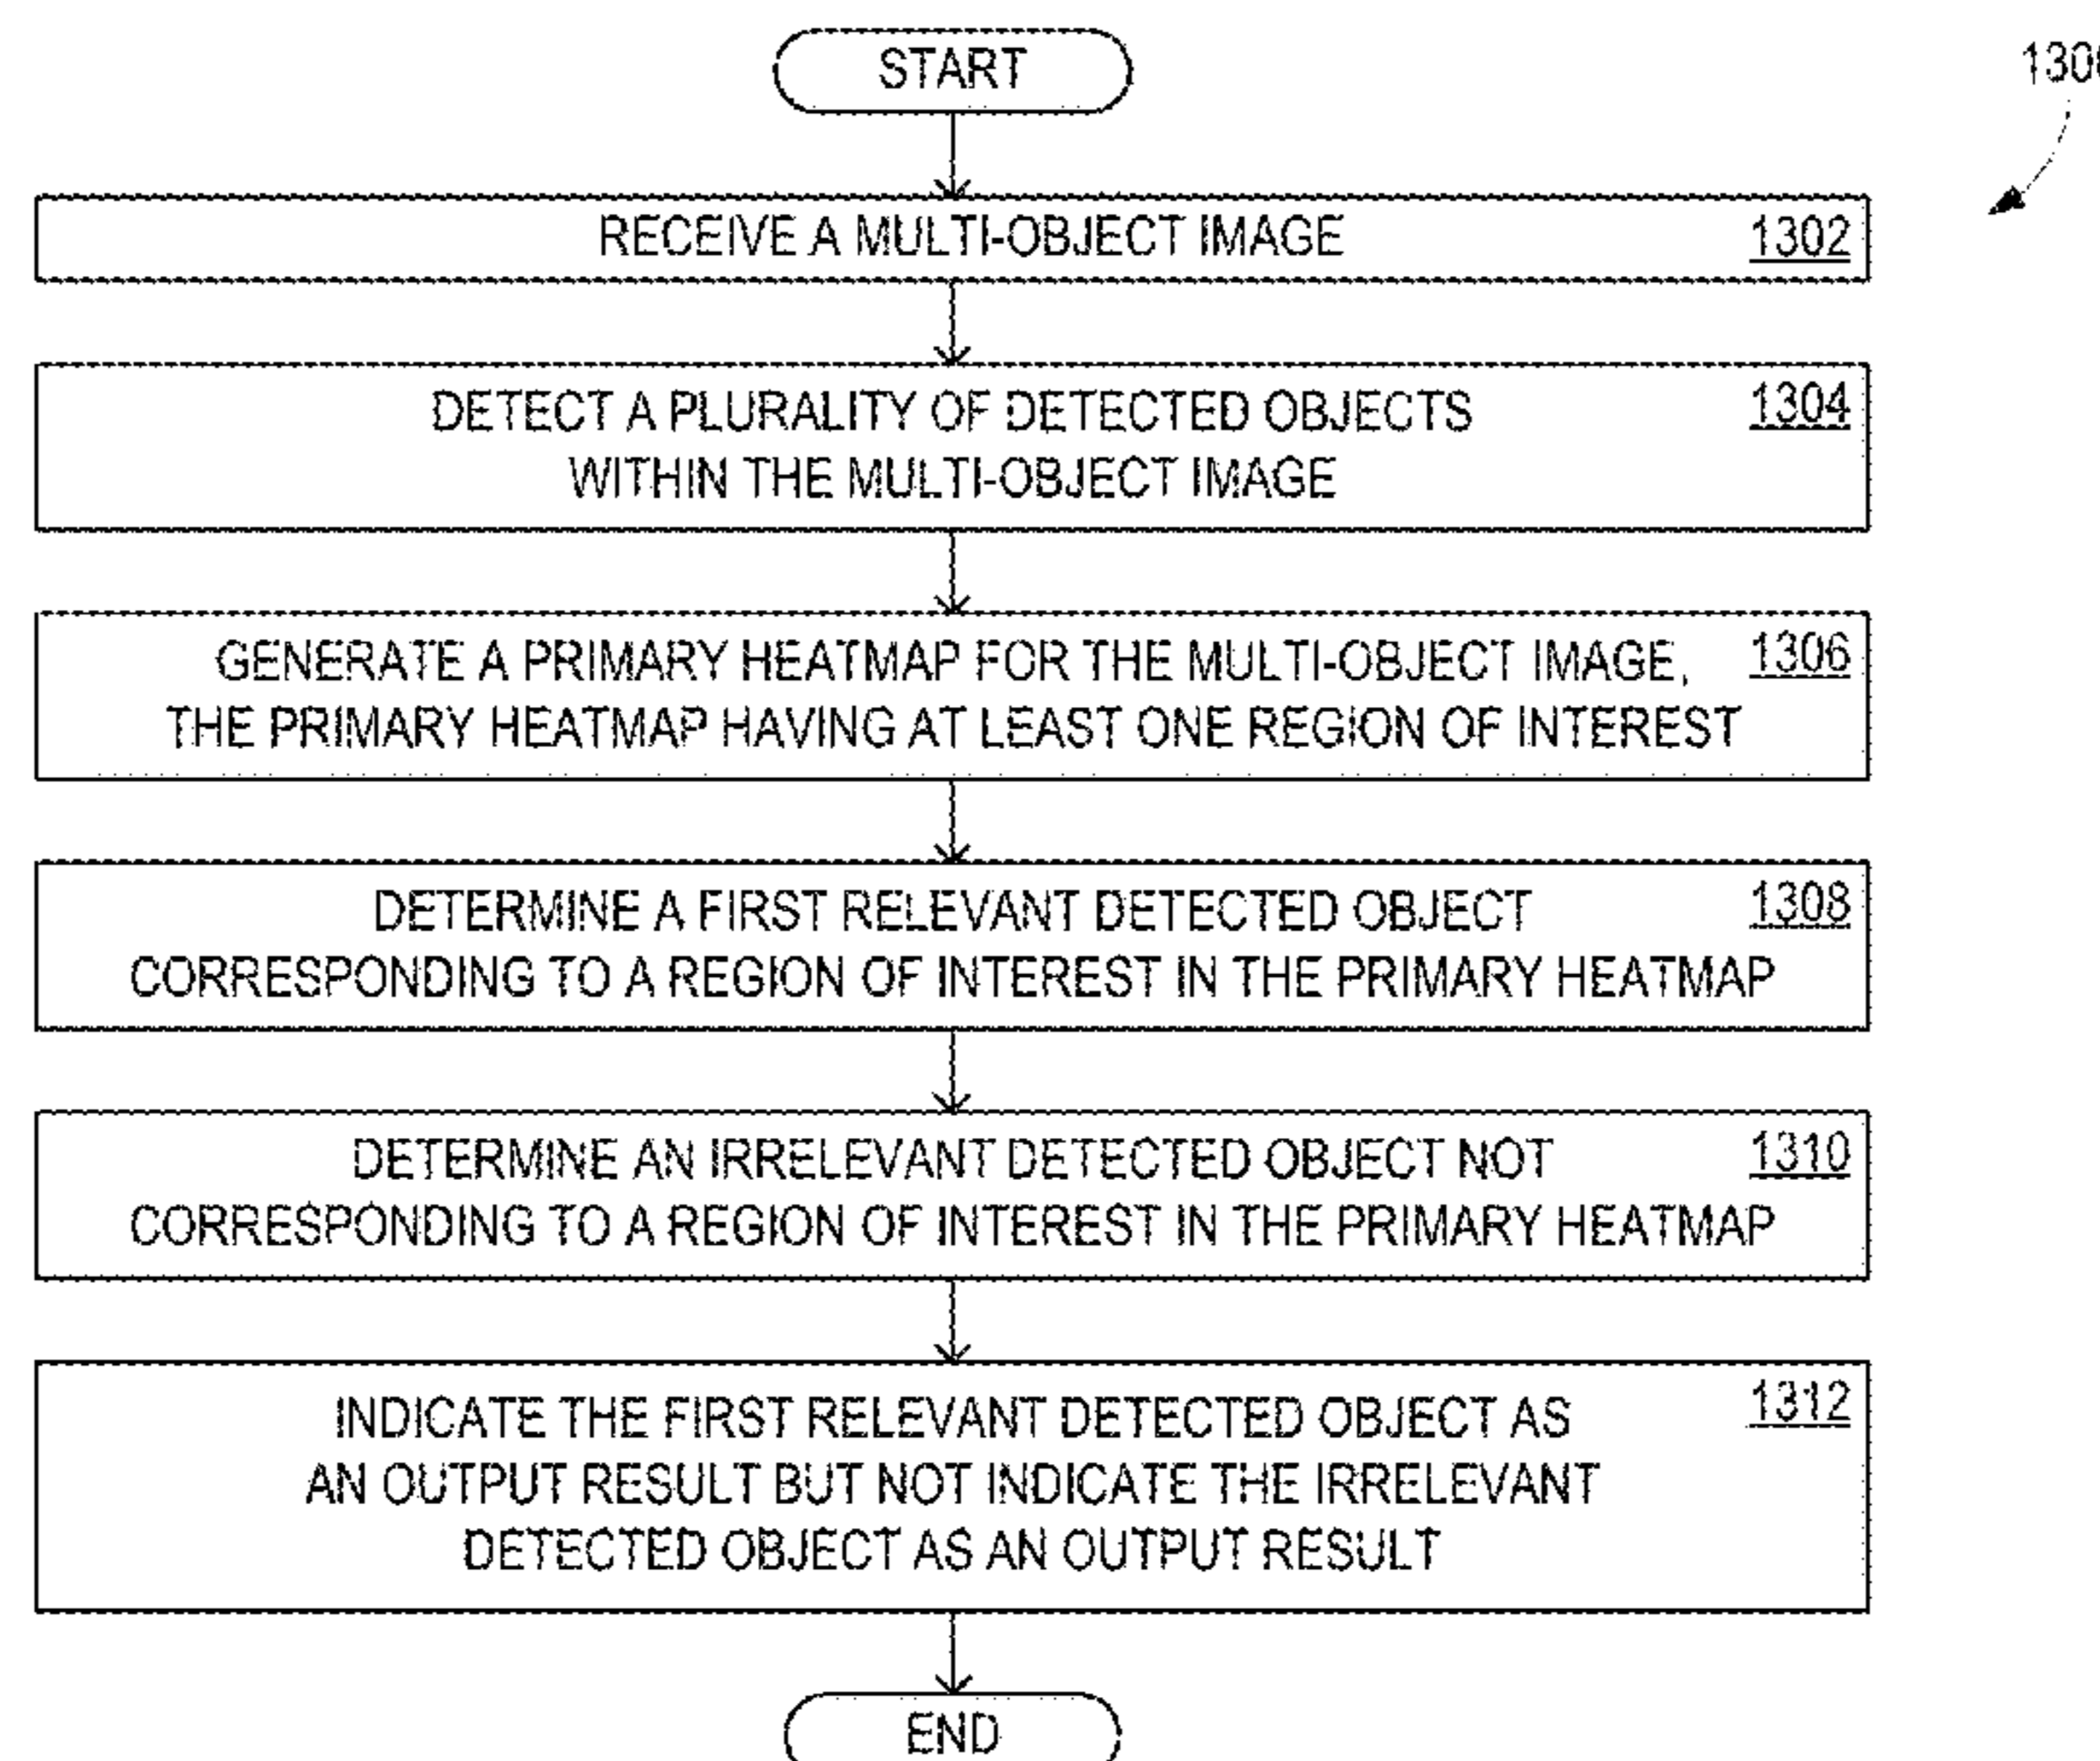 START
1300
RECEIVE A MULTI-OBJECT IMAGE 1302
DETECT A PLURALITY OF DETECTED OBJECTS 1304
WITHIN THE MULTI-OBJECT IMAGE
GENERATE A PRIMARY HEATMAP FOR THE MULTI-OBJECT IMAGE, 1306
THE PRIMARY HEATMAP HAVING AT LEAST ONE REGION OF INTEREST
DETERMINE A FIRST RELEVANT DETECTED OBJECT 1308
CORRESPONDING TO A REGION OF INTEREST IN THE PRIMARY HEATMAP
DETERMINE AN IRRELEVANT DETECTED OBJECT NOT 1310
CORRESPONDING TO A REGION OF INTEREST IN THE PRIMARY HEATMAP
INDICATE THE FIRST RELEVANT DETECTED OBJECT AS 1312
AN OUTPUT RESULT BUT NOT INDICATE THE IRRELEVANT
DETECTED OBJECT AS AN OUTPUT RESULT
END